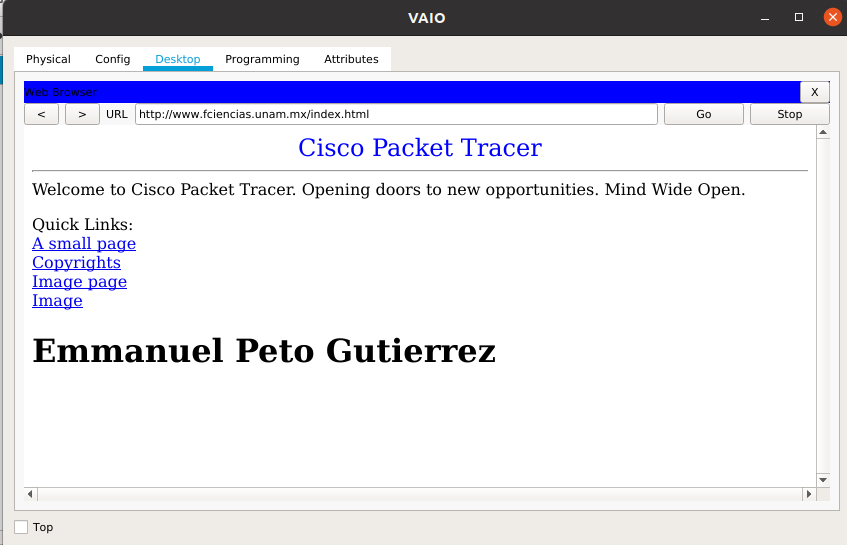 VAIO
Physical Config Desktop Programming Attributes
Web Browser X
< > URL http://www.fciencias.unam.mx/index.html Go Stop
Cisco Packet Tracer
Welcome to Cisco Packet Tracer. Opening doors to new opportunities. Mind Wide Open.
Quick Links:
A small page
Copyrights
Image page
Image
Emmanuel Peto Gutierrez
Top